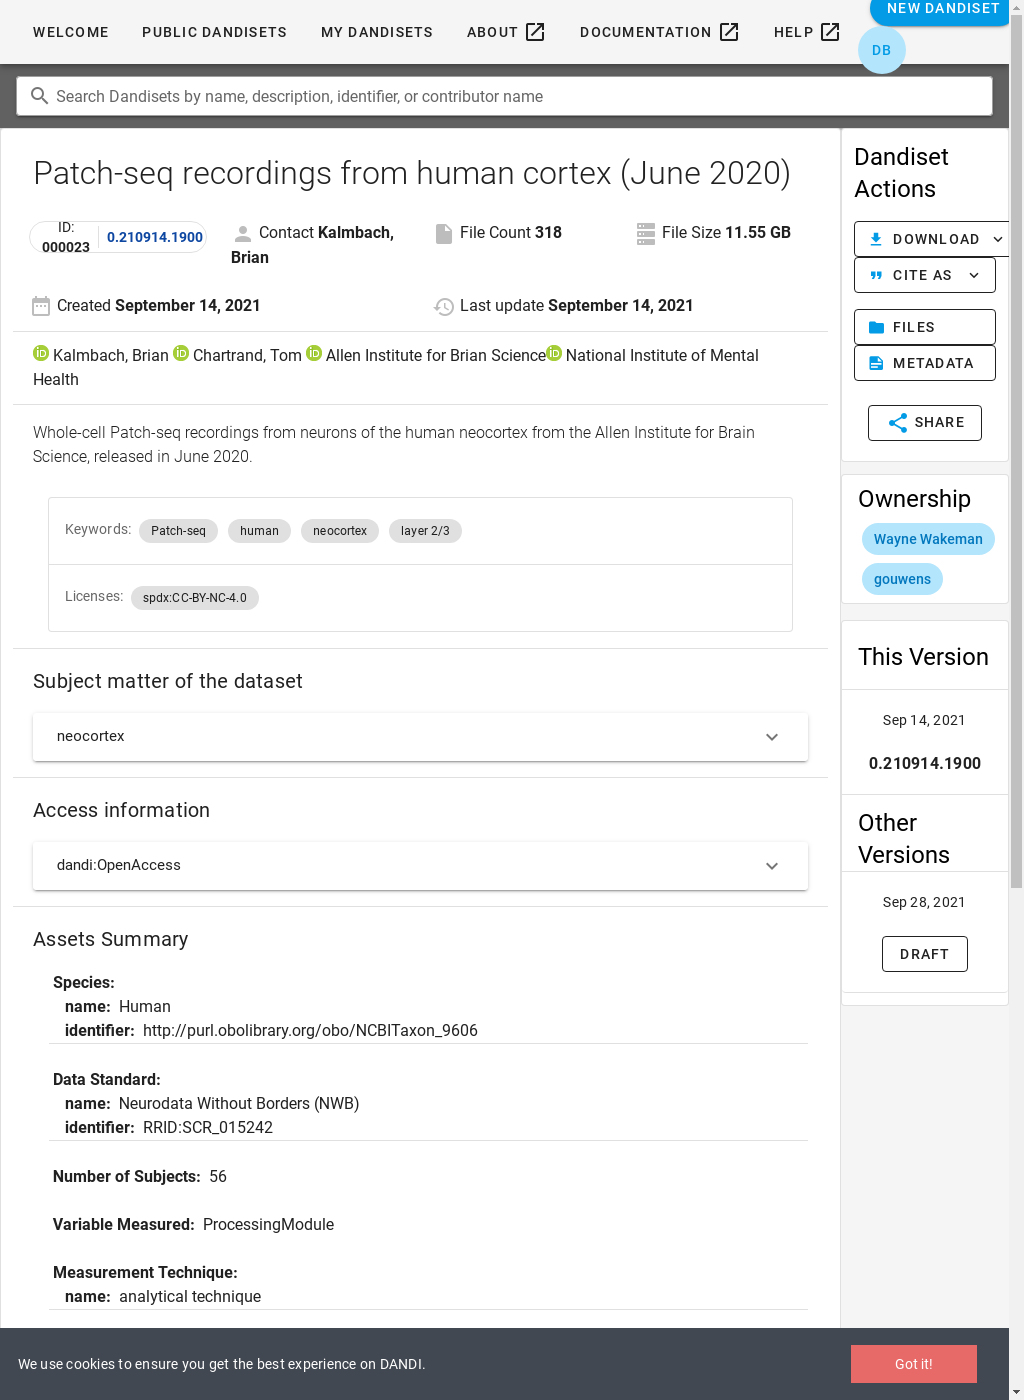 NEW DANDISET
WELCOME PUBLIC DANDISETS MY DANDISETS ABOUT DOCUMENTATION HELP
DB
Search Dandisets by name, description, identifier, or contributor name
Patch-seq recordings from human cortex (June 2020)
ID: 000023 0.210914.1900
Contact Kalmbach, Brian
File Count 318
File Size 11.55 GB
Created September 14, 2021
Last update September 14, 2021
Kalmbach, Brian Chartrand, Tom Allen Institute for Brian Science National Institute of Mental
Health
Whole-cell Patch-seq recordings from neurons of the human neocortex from the Allen Institute for Brain
Science, released in June 2020.
Keywords: Patch-seq human neocortex layer 2/3
Licenses: spdx:CC-BY-NC-4.0
Subject matter of the dataset
neocortex
Access information
dandi:OpenAccess
Assets Summary
Species:
name: Human
identifier: http://purl.obolibrary.org/obo/NCBITaxon_9606
Data Standard:
name: Neurodata Without Borders (NWB)
identifier: RRID:SCR_015242
Number of Subjects: 56
Variable Measured: ProcessingModule
Measurement Technique:
name: analytical technique
Dandiset
Actions
DOWNLOAD
CITE AS
FILES
METADATA
SHARE
Ownership
Wayne Wakeman
gouwens
This Version
Sep 14, 2021
0.210914.1900
Other
Versions
Sep 28, 2021
DRAFT
We use cookies to ensure you get the best experience on DANDI.
Got it!